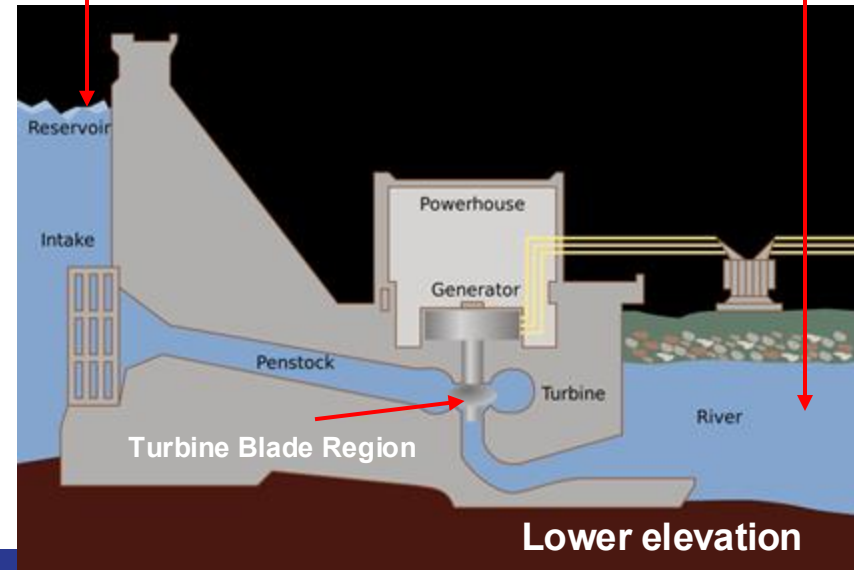 Reservoir
Intake
Powerhouse
Generator
Penstock
Turbine
River
Turbine Blade Region
Lower elevation